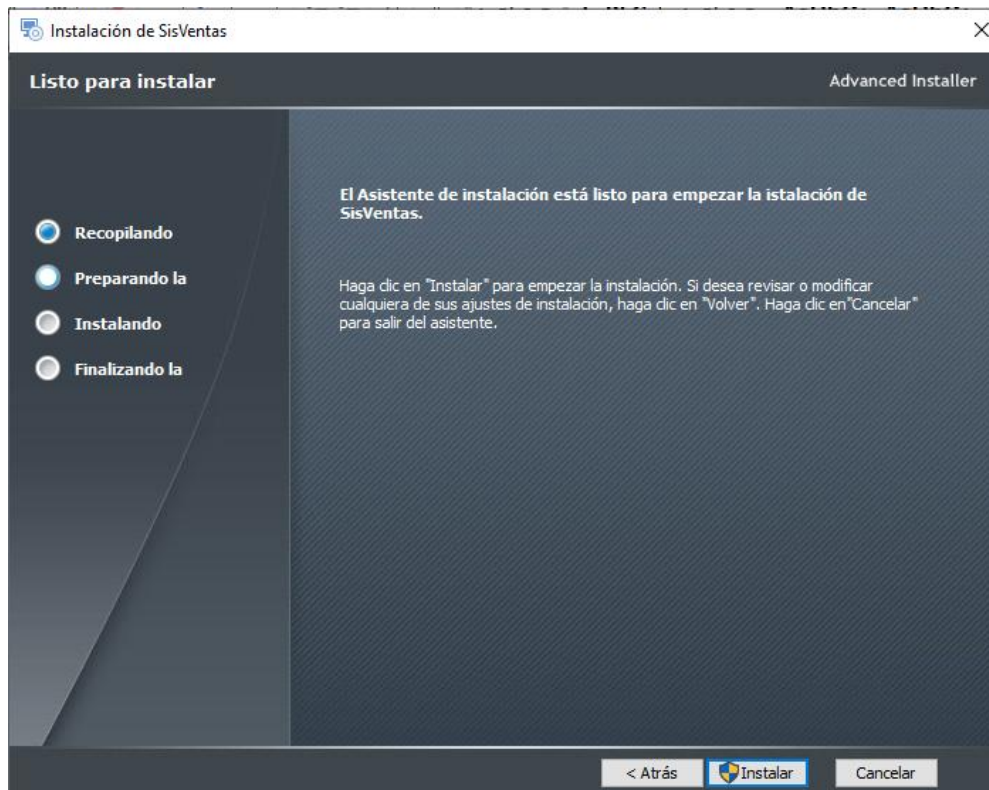 Instalación de SisVentas
Listo para instalar
Advanced Installer
Recopilando
Preparando la
Instalando
Finalizando la
El Asistente de instalación está listo para empezar la istalación de
SisVentas.
Haga clic en "Instalar" para empezar la instalación. Si desea revisar o modificar
cualquiera de sus ajustes de instalación, haga clic en "Volver". Haga clic en"Cancelar"
para salir del asistente.
< Atrás
Instalar
Cancelar